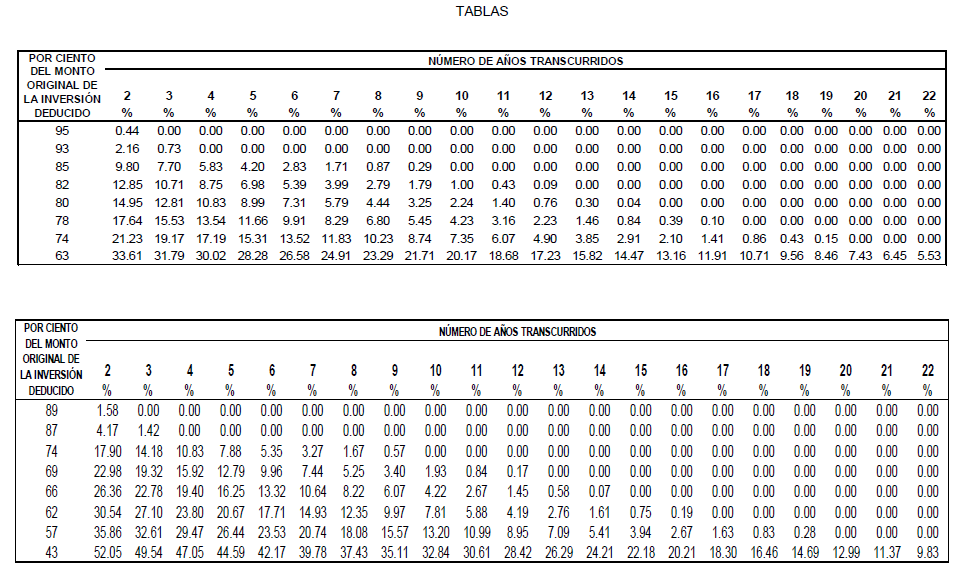 TABLAS
POR CIENTO DEL MONTO ORIGINAL DE LA INVERSIÓN DEDUCIDO
NÚMERO DE AÑOS TRANSCURRIDOS
2 3 4 5 6 7 8 9 10 11 12 13 14 15 16 17 18 19 20 21 22
% % % % % % % % % % % % % % % % % % % % %
95 0.44 0.00 0.00 0.00 0.00 0.00 0.00 0.00 0.00 0.00 0.00 0.00 0.00 0.00 0.00 0.00 0.00 0.00 0.00 0.00 0.00
93 2.16 0.73 0.00 0.00 0.00 0.00 0.00 0.00 0.00 0.00 0.00 0.00 0.00 0.00 0.00 0.00 0.00 0.00 0.00 0.00 0.00
85 9.80 7.70 5.83 4.20 2.83 1.71 0.87 0.29 0.00 0.00 0.00 0.00 0.00 0.00 0.00 0.00 0.00 0.00 0.00 0.00 0.00
82 12.85 10.71 8.75 6.98 5.39 3.99 2.79 1.79 1.00 0.43 0.09 0.00 0.00 0.00 0.00 0.00 0.00 0.00 0.00 0.00 0.00
80 14.95 12.81 10.83 8.99 7.31 5.79 4.44 3.25 2.24 1.40 0.76 0.30 0.04 0.00 0.00 0.00 0.00 0.00 0.00 0.00 0.00
78 17.64 15.53 13.54 11.66 9.91 8.29 6.80 5.45 4.23 3.16 2.23 1.46 0.84 0.39 0.10 0.00 0.00 0.00 0.00 0.00 0.00
74 21.23 19.17 17.19 15.31 13.52 11.83 10.23 8.74 7.35 6.07 4.90 3.85 2.91 2.10 1.41 0.86 0.43 0.15 0.00 0.00 0.00
63 33.61 31.79 30.02 28.28 26.58 24.91 23.29 21.71 20.17 18.68 17.23 15.82 14.47 13.16 11.91 10.71 9.56 8.46 7.43 6.45 5.53
POR CIENTO DEL MONTO ORIGINAL DE LA INVERSIÓN DEDUCIDO
NÚMERO DE AÑOS TRANSCURRIDOS
2 3 4 5 6 7 8 9 10 11 12 13 14 15 16 17 18 19 20 21 22
% % % % % % % % % % % % % % % % % % % % %
89 1.58 0.00 0.00 0.00 0.00 0.00 0.00 0.00 0.00 0.00 0.00 0.00 0.00 0.00 0.00 0.00 0.00 0.00 0.00 0.00 0.00
87 4.17 1.42 0.00 0.00 0.00 0.00 0.00 0.00 0.00 0.00 0.00 0.00 0.00 0.00 0.00 0.00 0.00 0.00 0.00 0.00 0.00
74 17.90 14.18 10.83 7.88 5.35 3.27 1.67 0.57 0.00 0.00 0.00 0.00 0.00 0.00 0.00 0.00 0.00 0.00 0.00 0.00 0.00
69 22.98 19.32 15.92 12.79 9.96 7.44 5.25 3.40 1.93 0.84 0.17 0.00 0.00 0.00 0.00 0.00 0.00 0.00 0.00 0.00 0.00
66 26.36 22.78 19.40 16.25 13.32 10.64 8.22 6.07 4.22 2.67 1.45 0.58 0.07 0.00 0.00 0.00 0.00 0.00 0.00 0.00 0.00
62 30.54 27.10 23.80 20.67 17.71 14.93 12.35 9.97 7.81 5.88 4.19 2.76 1.61 0.75 0.19 0.00 0.00 0.00 0.00 0.00 0.00
57 35.86 32.61 29.47 26.44 23.53 20.74 18.08 15.57 13.20 10.99 8.95 7.09 5.41 3.94 2.67 1.63 0.83 0.28 0.00 0.00 0.00
43 52.05 49.54 47.05 44.59 42.17 39.78 37.43 35.11 32.84 30.61 28.42 26.29 24.21 22.18 20.21 18.30 16.46 14.69 12.99 11.37 9.83